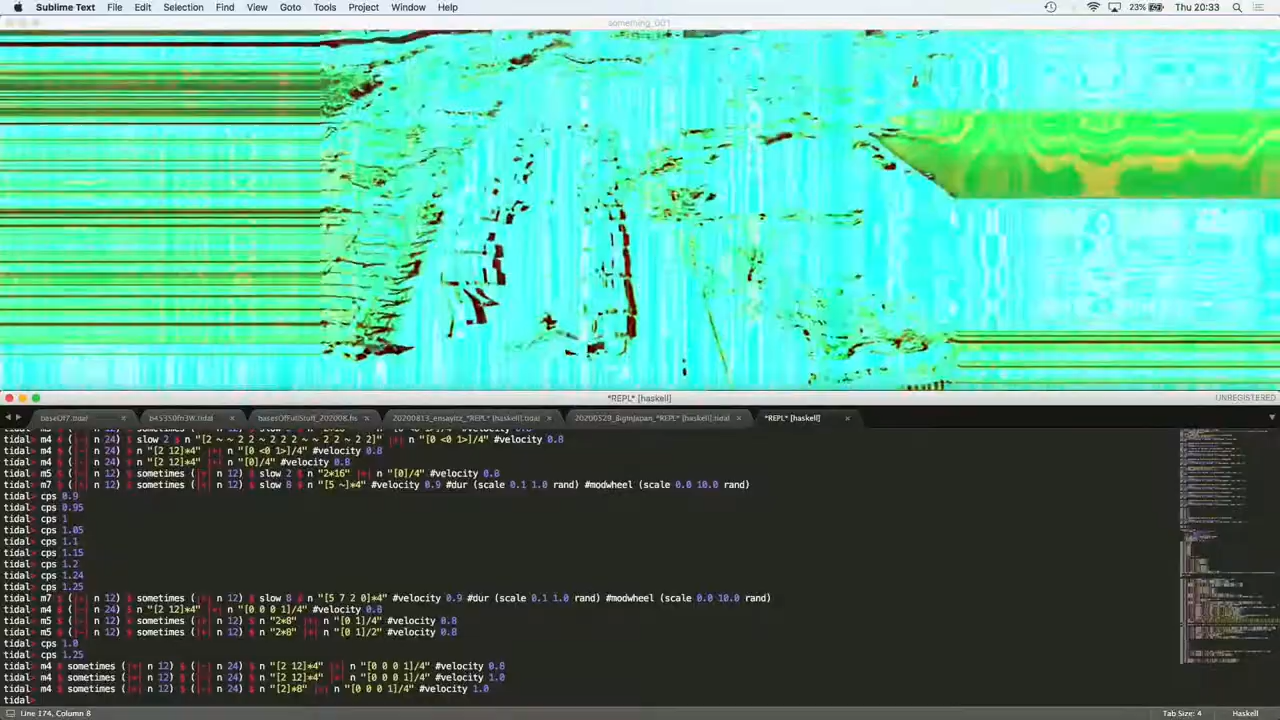 Sublime Text File Edit Selection Find View Goto Tools Project Window Help 23% Thu 20:33
something_001
*REPL* [haskell] UNREGISTERED
baseOf7.tidal b45350fn3W.tidal 20200813_ensayitz_*REPL* [haskell].tidal *REPL* [haskell]
tidal> m4 $ (|-| n 24) $ slow 2 $ n "[2 ~ ~ 2 2 ~ 2 2 2 ~ ~ 2 2 ~ 2 2]" |+| n "[0 <0 1>]/4" #velocity 0.8
tidal> m4 $ (|-| n 24) $ n "[2 12]*4" |+| n "[0 <0 1>]/4" #velocity 0.8
tidal> m4 $ (|-| n 24) $ n "[2 12]*4" |+| n "[0]/4" #velocity 0.8
tidal> m5 $ (|-| n 12) $ sometimes (|+| n 12) $ slow 2 $ n "2*16" |+| n "[0]/4" #velocity 0.8
tidal> m7 $ (|-| n 12) $ sometimes (|+| n 12) $ slow 8 $ n "[5 ~]*4" #velocity 0.9 #dur (scale 0.1 1.0 rand) #modwheel (scale 0.0 10.0 rand)
tidal> cps 0.9
tidal> cps 0.95
tidal> cps 1
tidal> cps 1.05
tidal> cps 1.1
tidal> cps 1.15
tidal> cps 1.2
tidal> cps 1.24
tidal> cps 1.25
tidal> m7 $ (|-| n 12) $ sometimes (|+| n 12) $ slow 8 $ n "[5 7 2 0]*4" #velocity 0.9 #dur (scale 0.1 1.0 rand) #modwheel (scale 0.0 10.0 rand)
tidal> m4 $ (|-| n 24) $ n "[2 12]*4" |+| n "[0 0 0 1]/4" #velocity 0.8
tidal> m5 $ (|-| n 12) $ sometimes (|+| n 12) $ n "2*8" |+| n "[0 1]/4" #velocity 0.8
tidal> m5 $ (|-| n 12) $ sometimes (|+| n 12) $ n "2*8" |+| n "[0 1]/2" #velocity 0.8
tidal> cps 1.0
tidal> cps 1.25
tidal> m4 $ sometimes (|+| n 12) $ (|-| n 24) $ n "[2 12]*4" |+| n "[0 0 0 1]/4" #velocity 0.8
tidal> m4 $ sometimes (|+| n 12) $ (|-| n 24) $ n "[2 12]*4" |+| n "[0 0 0 1]/4" #velocity 1.0
tidal> m4 $ sometimes (|+| n 12) $ (|-| n 24) $ n "[2]*8" |+| n "[0 0 0 1]/4" #velocity 1.0
tidal>
Line 174, Column 8 Tab Size: 4 Haskell